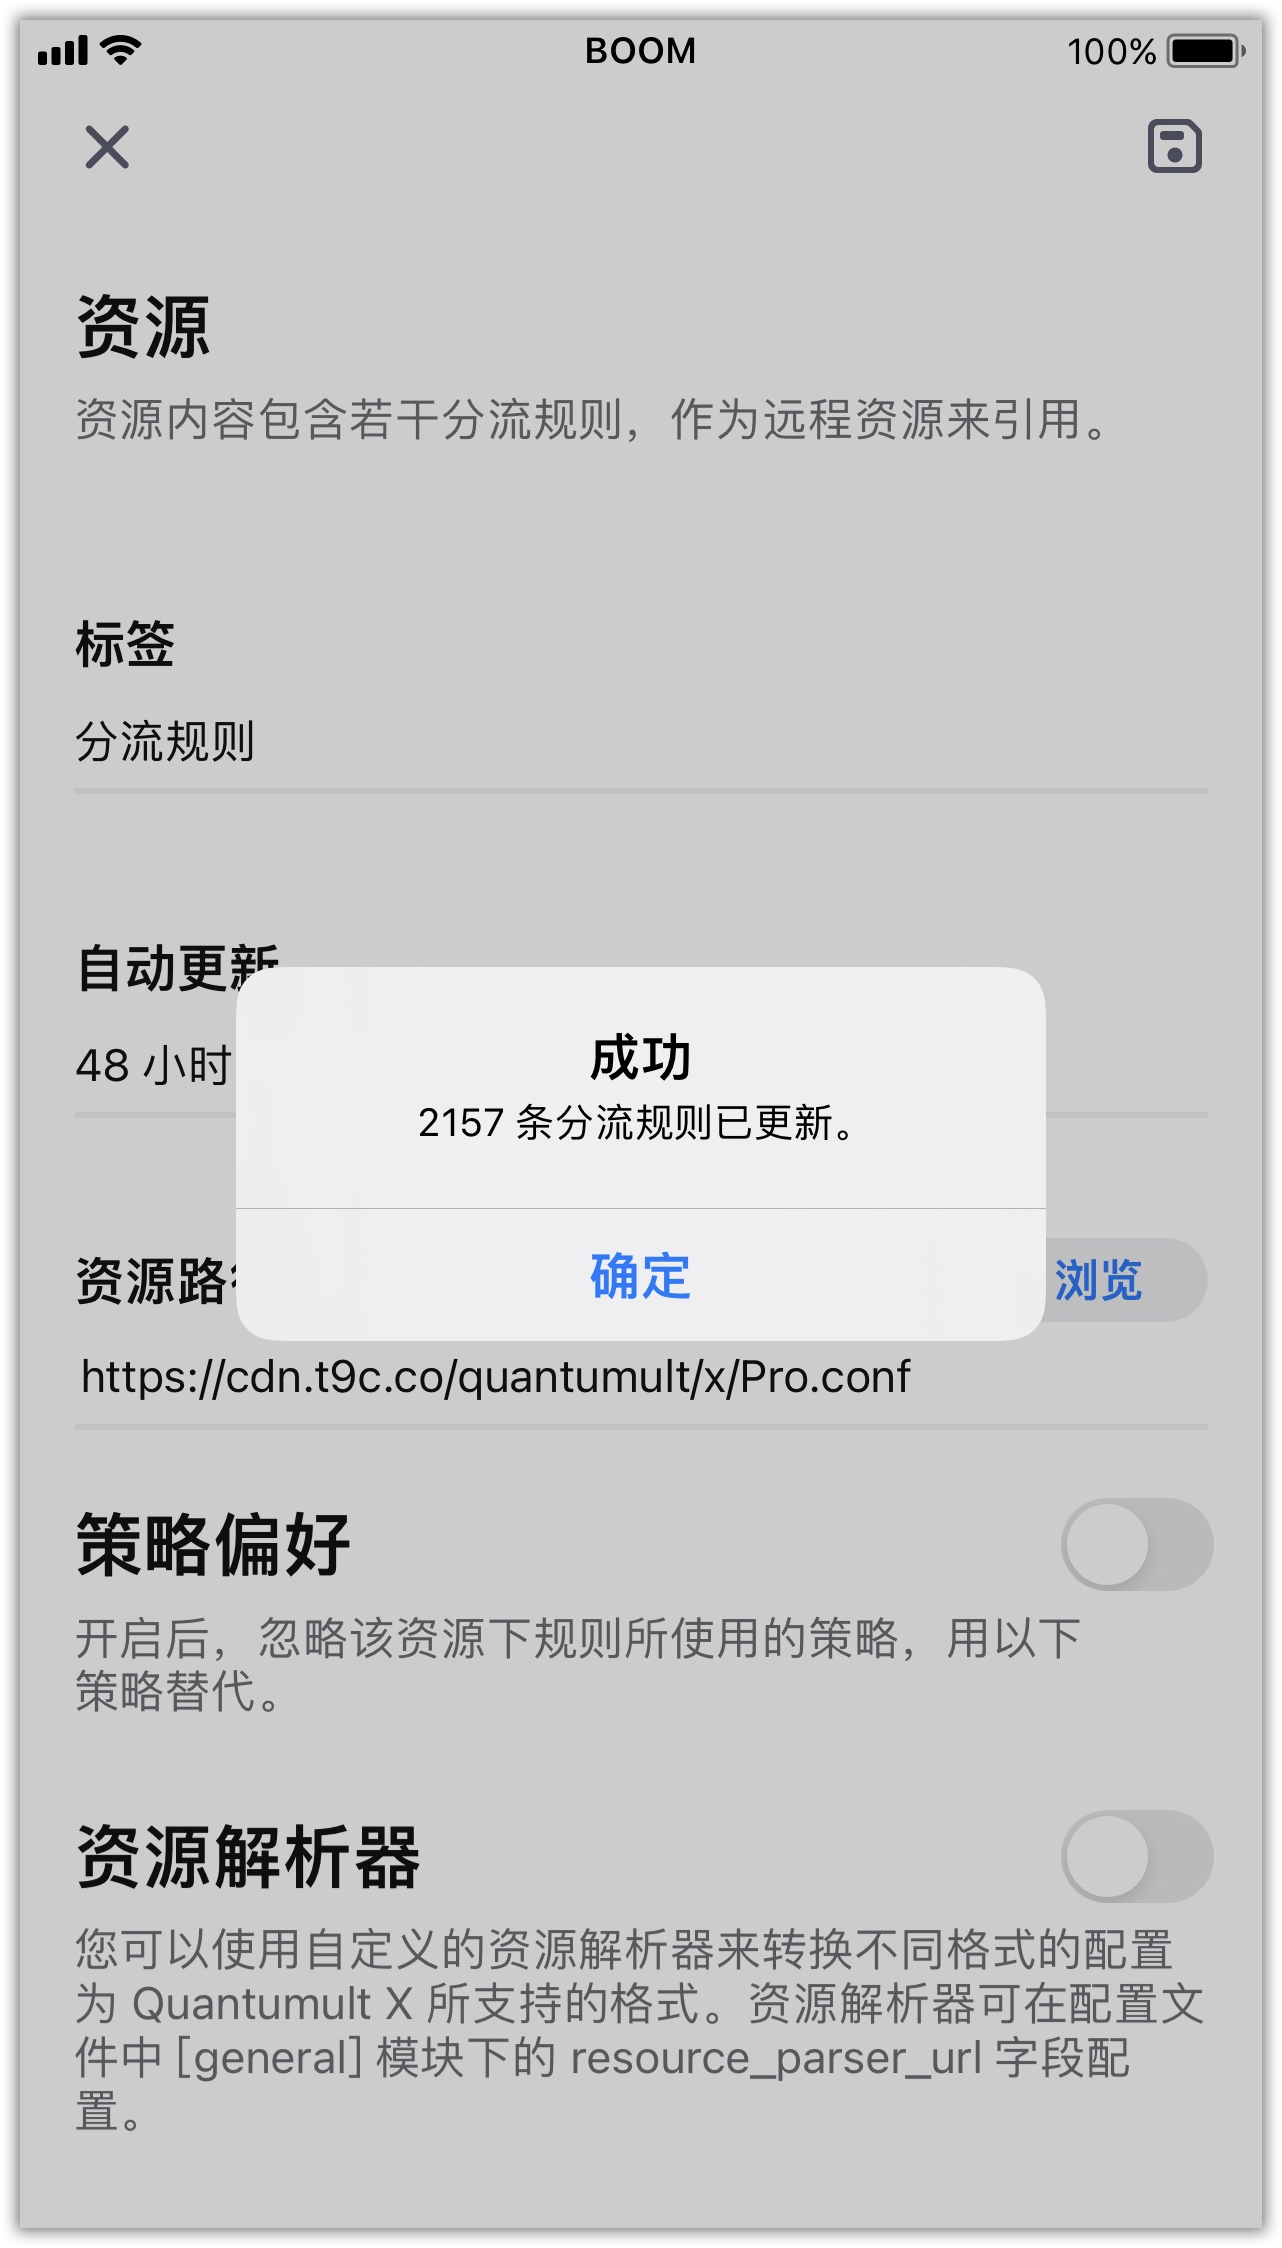 BOOM
100%
资源
资源内容包含若干分流规则，作为远程资源来引用。
标签
分流规则
自动更新
48 小时
成功
2157 条分流规则已更新。
确定
资源路
浏览
https://cdn.t9c.co/quantumult/x/Pro.conf
策略偏好
开启后，忽略该资源下规则所使用的策略，用以下
策略替代。
资源解析器
您可以使用自定义的资源解析器来转换不同格式的配置
为 Quantumult X 所支持的格式。资源解析器可在配置文
件中 [general] 模块下的 resource_parser_url 字段配
置。